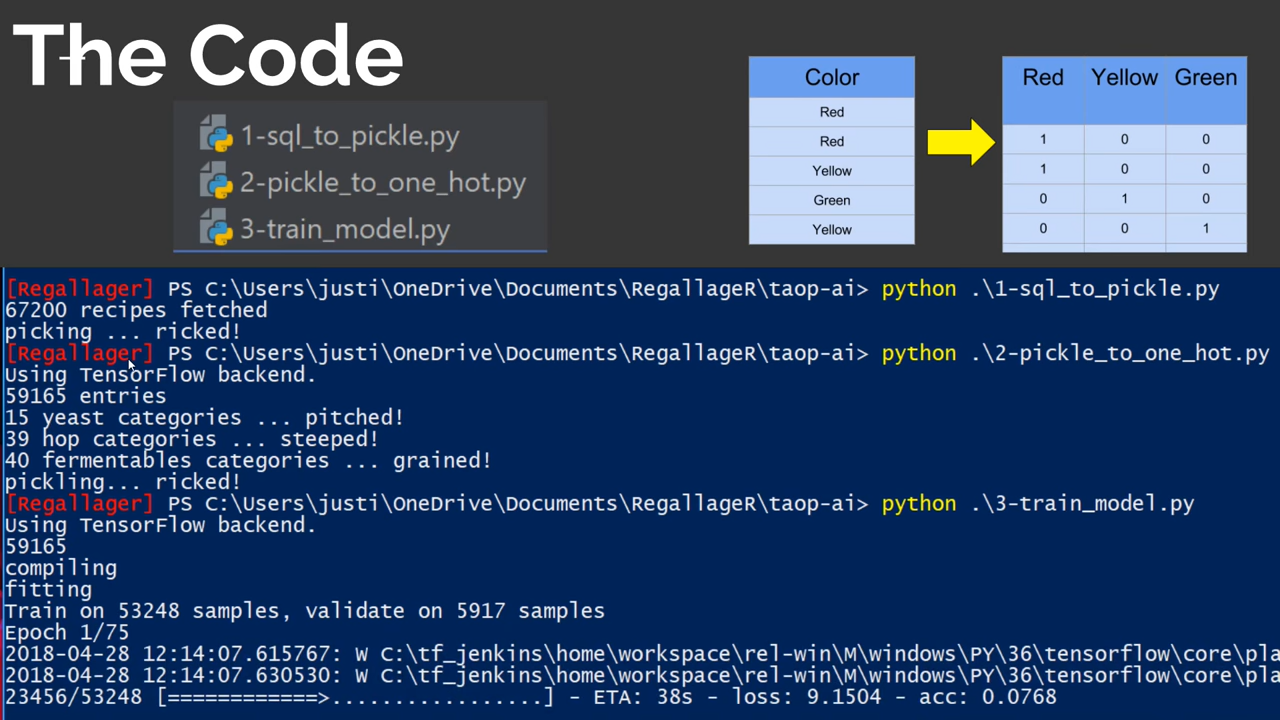 The Code
1-sql_to_pickle.py
2-pickle_to_one_hot.py
3-train_model.py
Color
Red
Red
Yellow
Green
Yellow
Red Yellow Green
1 0 0
1 0 0
0 1 0
0 0 1
[Regallager] PS C:\Users\justi\OneDrive\Documents\RegallageR\taop-ai> python .\1-sql_to_pickle.py
67200 recipes fetched
picking ... ricked!
[Regallager] PS C:\Users\justi\OneDrive\Documents\RegallageR\taop-ai> python .\2-pickle_to_one_hot.py
Using TensorFlow backend.
59165 entries
15 yeast categories ... pitched!
39 hop categories ... steeped!
40 fermentables categories ... grained!
pickling... ricked!
[Regallager] PS C:\Users\justi\OneDrive\Documents\RegallageR\taop-ai> python .\3-train_model.py
Using TensorFlow backend.
59165
compiling
fitting
Train on 53248 samples, validate on 5917 samples
Epoch 1/75
2018-04-28 12:14:07.615767: W C:\tf_jenkins\home\workspace\rel-win\M\windows\PY\36\tensorflow\core\pla
2018-04-28 12:14:07.630530: W C:\tf_jenkins\home\workspace\rel-win\M\windows\PY\36\tensorflow\core\pla
23456/53248 [============>.................] - ETA: 38s - loss: 9.1504 - acc: 0.0768